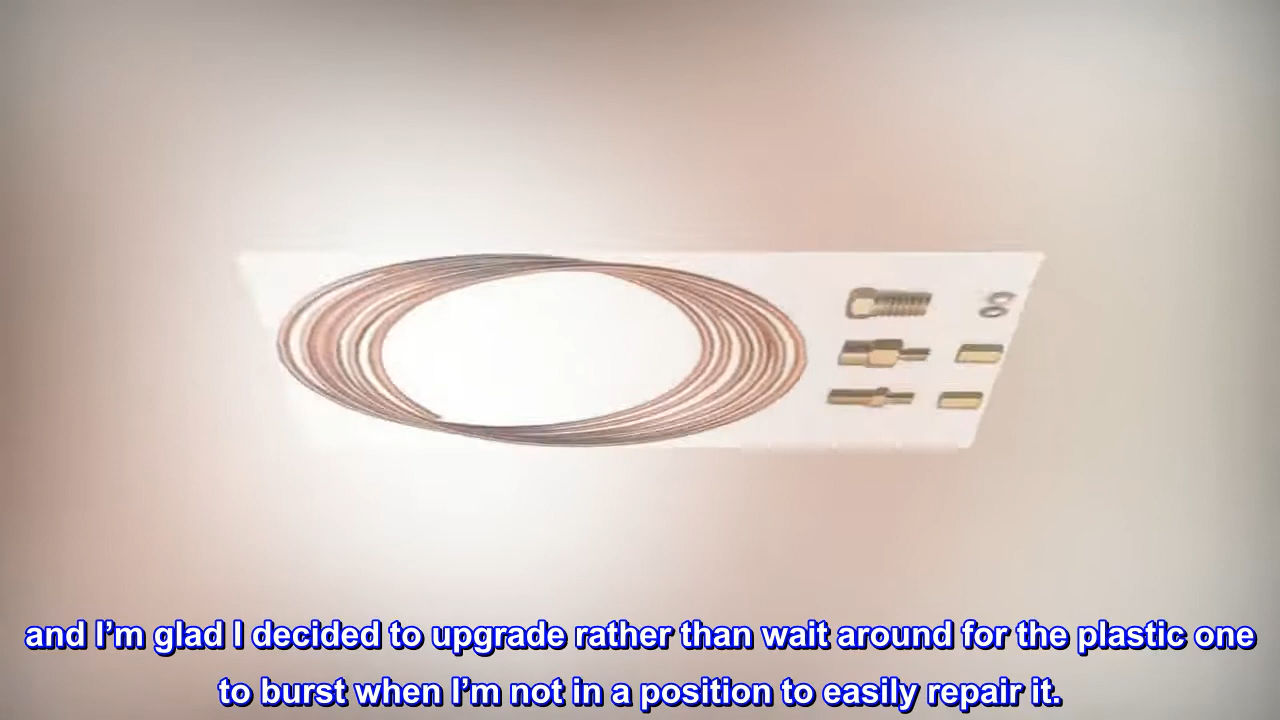 and I’m glad I decided to upgrade rather than wait around for the plastic one
to burst when I’m not in a position to easily repair it.